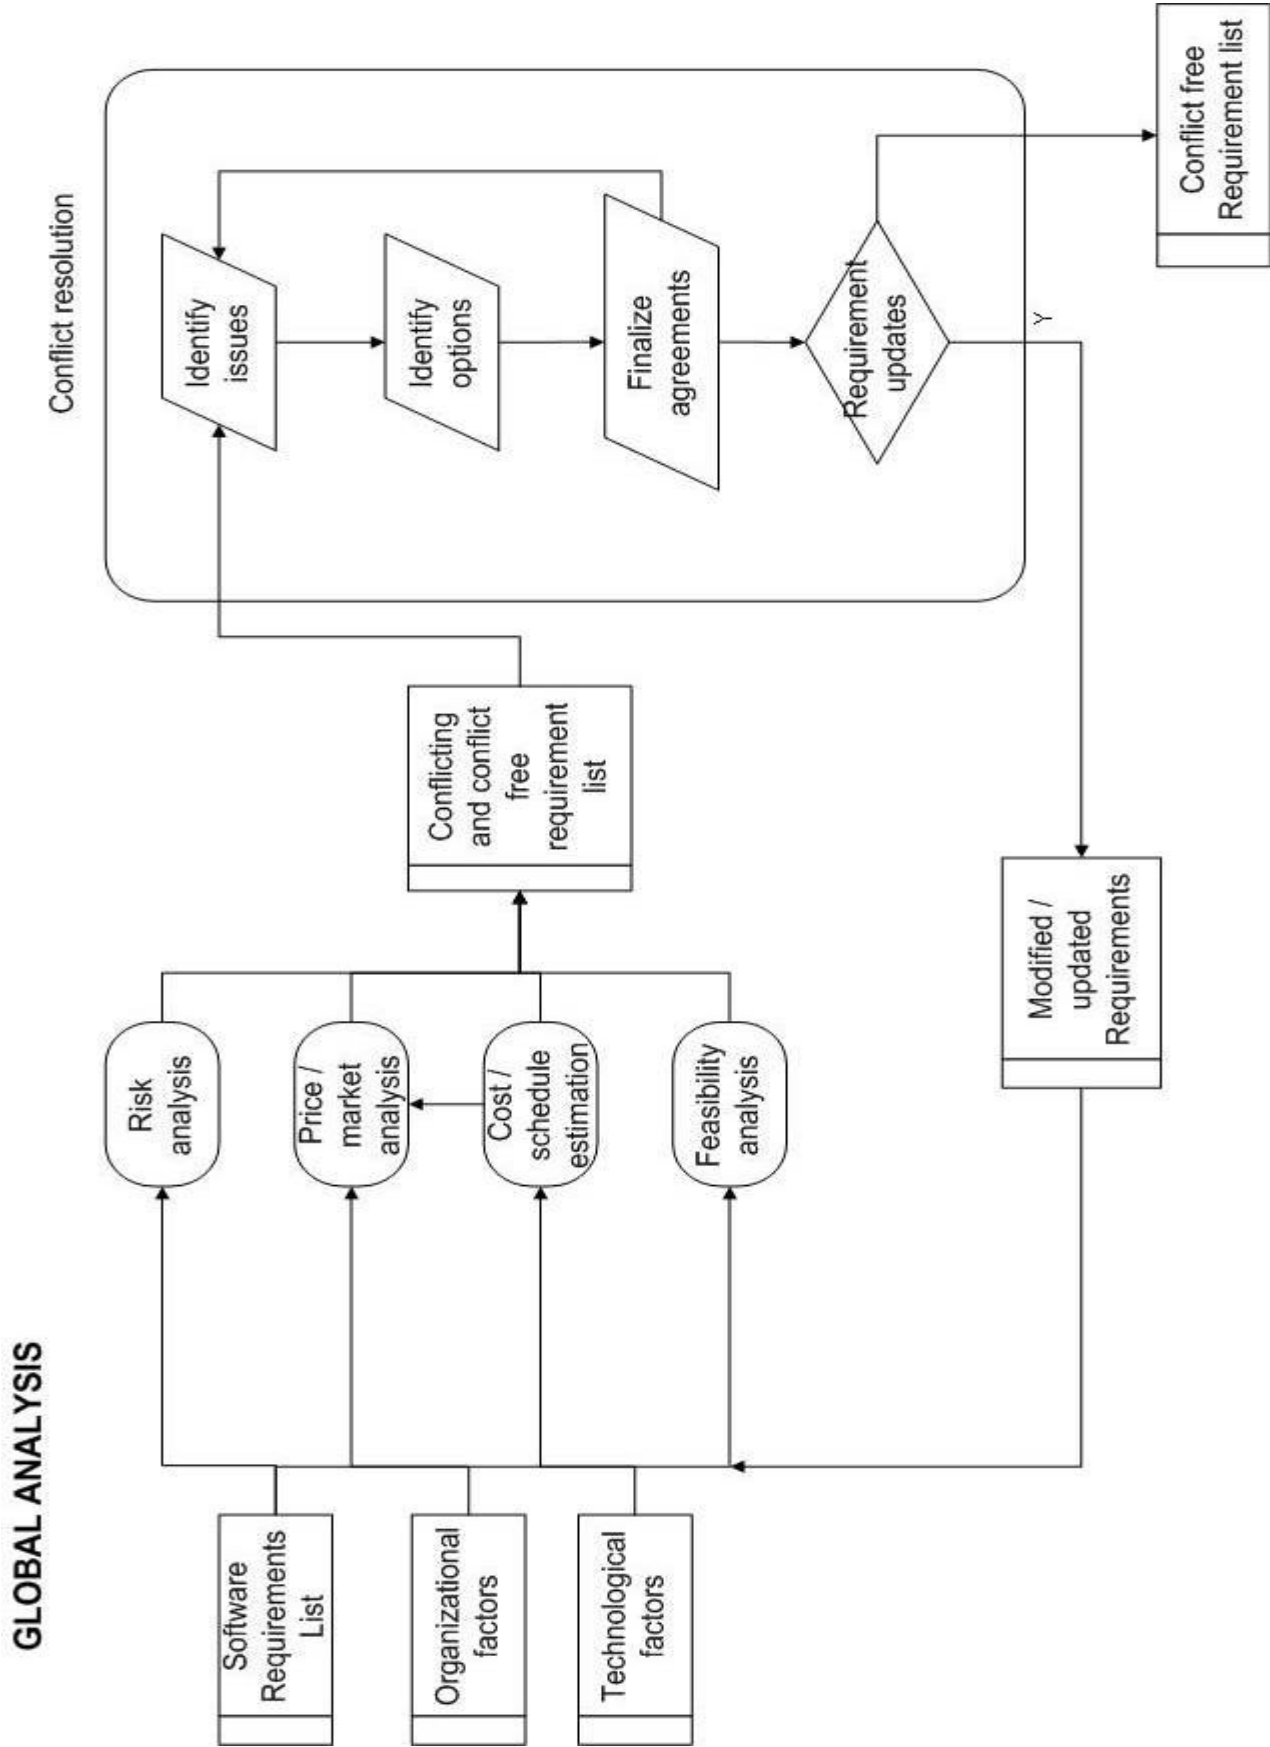 GLOBAL ANALYSIS
Software
Requirements
List
Organizational
factors
Technological
factors
Risk
analysis
Price /
market
analysis
Cost /
schedule
estimation
Feasibility
analysis
Conflicting
and conflict
free
requirement
list
Modified /
updated
Requirements
Conflict resolution
Identify
issues
Identify
options
Finalize
agreements
Requirement
updates
Y
Conflict free
Requirement list